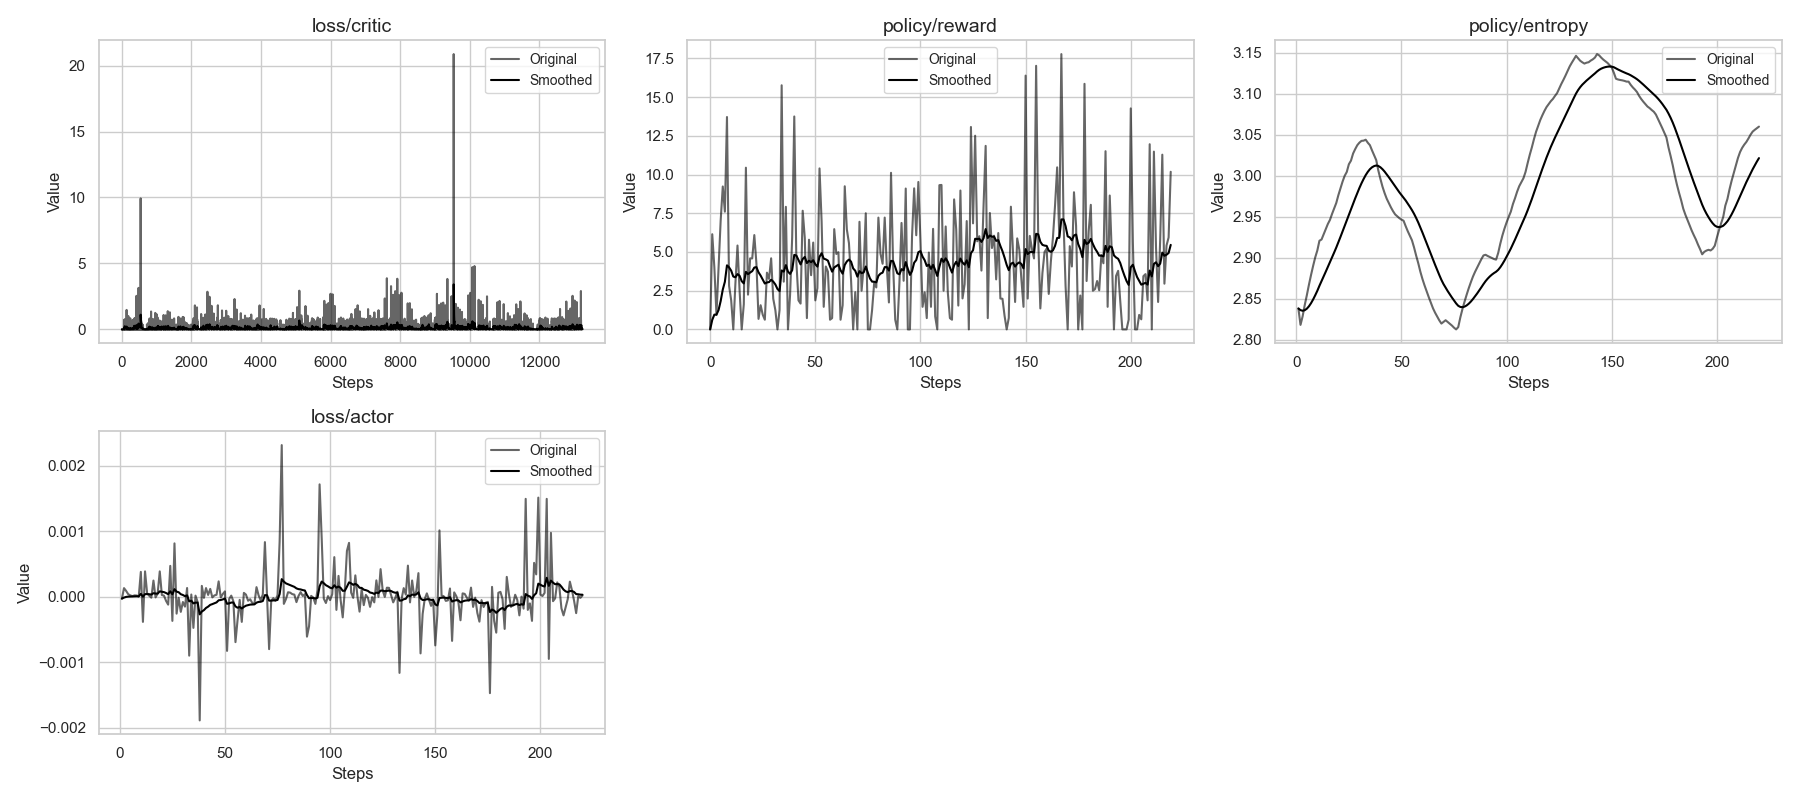 loss/critic
Original
Smoothed
20
15
10
5
0
Value
0 2000 4000 6000 8000 10000 12000
Steps
policy/reward
Original
Smoothed
17.5
15.0
12.5
10.0
7.5
5.0
2.5
0.0
Value
0 50 100 150 200
Steps
policy/entropy
Original
Smoothed
3.15
3.10
3.05
3.00
2.95
2.90
2.85
2.80
Value
0 50 100 150 200
Steps
loss/actor
Original
Smoothed
0.002
0.001
0.000
−0.001
−0.002
Value
0 50 100 150 200
Steps